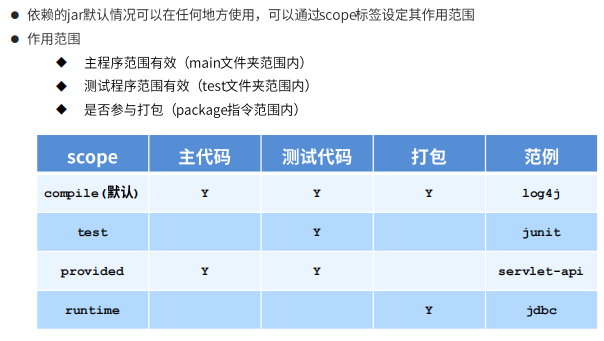 ● 依赖的jar默认情况可以在任何地方使用，可以通过scope标签设定其作用范围
● 作用范围
◆ 主程序范围有效（main文件夹范围内）
◆ 测试程序范围有效（test文件夹范围内）
◆ 是否参与打包（package指令范围内）
scope 主代码 测试代码 打包 范例
compile(默认) Y Y Y log4j
test Y junit
provided Y Y servlet-api
runtime Y jdbc